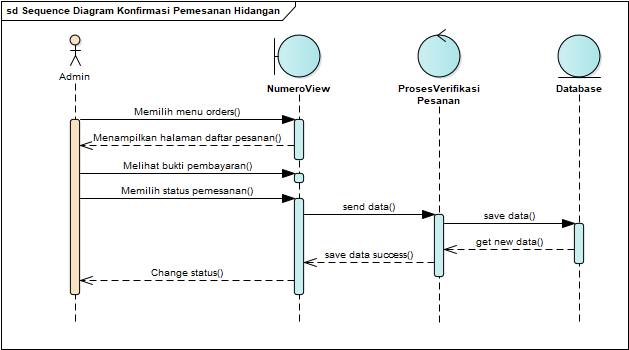 sd Sequence Diagram Konfirmasi Pemesanan Hidangan
Admin
NumeroView
ProsesVerifikasi
Pesanan
Database
Memilih menu orders()
Menampilkan halaman daftar pesanan()
Melihat bukti pembayaran()
Memilih status pemesanan()
send data()
save data()
get new data()
save data success()
Change status()